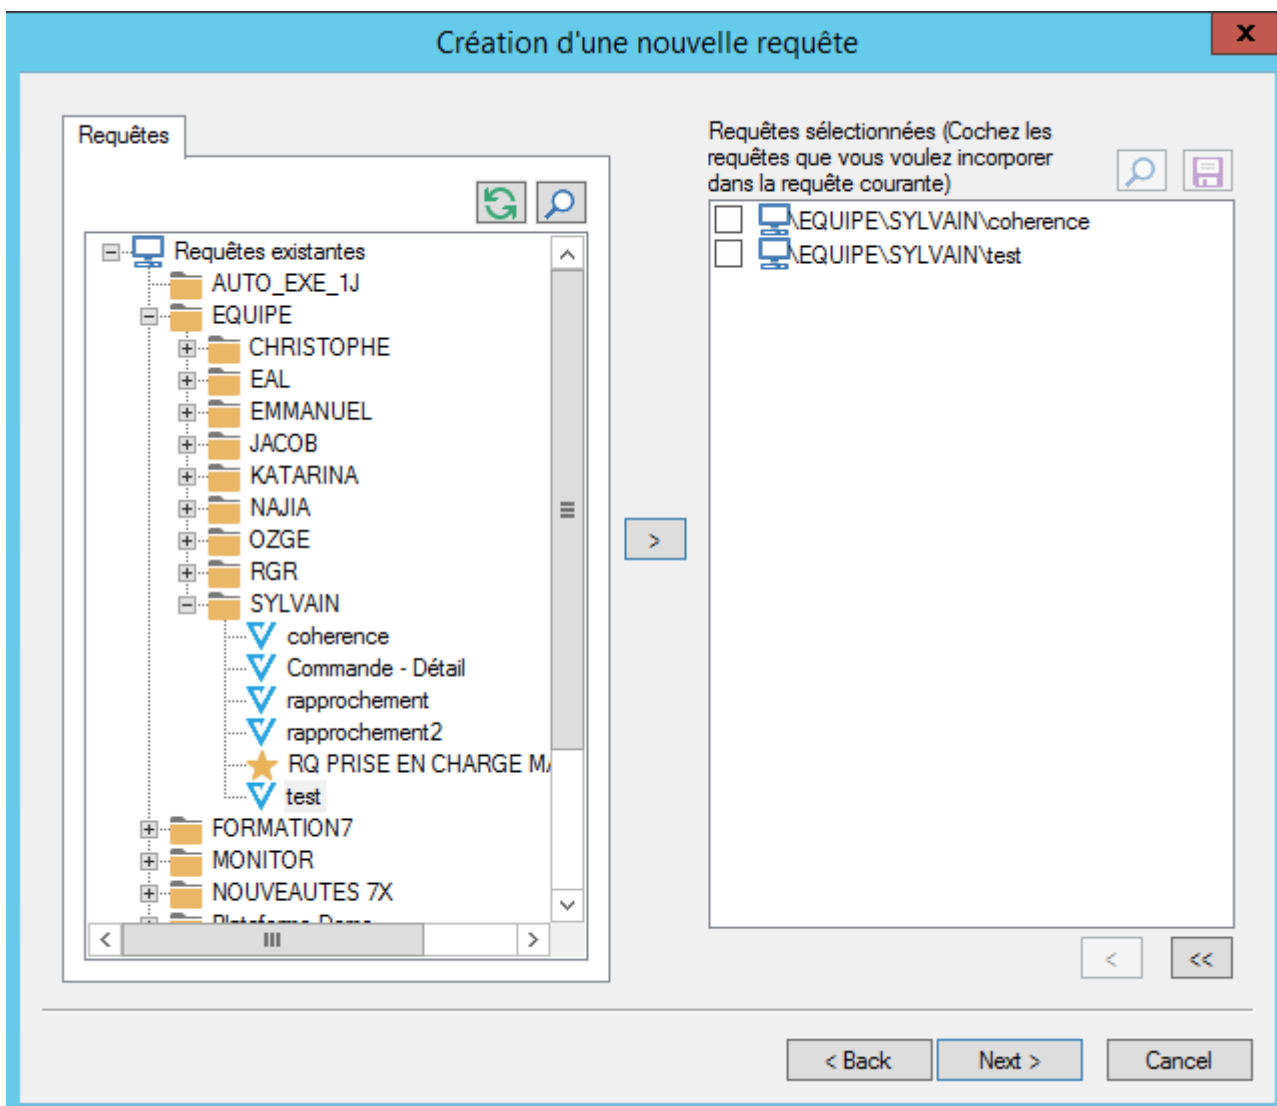 Création d'une nouvelle requête
x
Requêtes
Requêtes existantes
AUTO_EXE_1J
EQUIPE
CHRISTOPHE
EAL
EMMANUEL
JACOB
KATARINA
NAJIA
OZGE
RGR
SYLVAIN
coherence
Commande - Détail
rapprochement
rapprochement2
RQ PRISE EN CHARGE MA
test
FORMATION7
MONITOR
NOUVEAUTES 7X
>
Requêtes sélectionnées (Cochez les
requêtes que vous voulez incorporer
dans la requête courante)
\EQUIPE\SYLVAIN\coherence
\EQUIPE\SYLVAIN\test
<
<<
< Back
Next >
Cancel